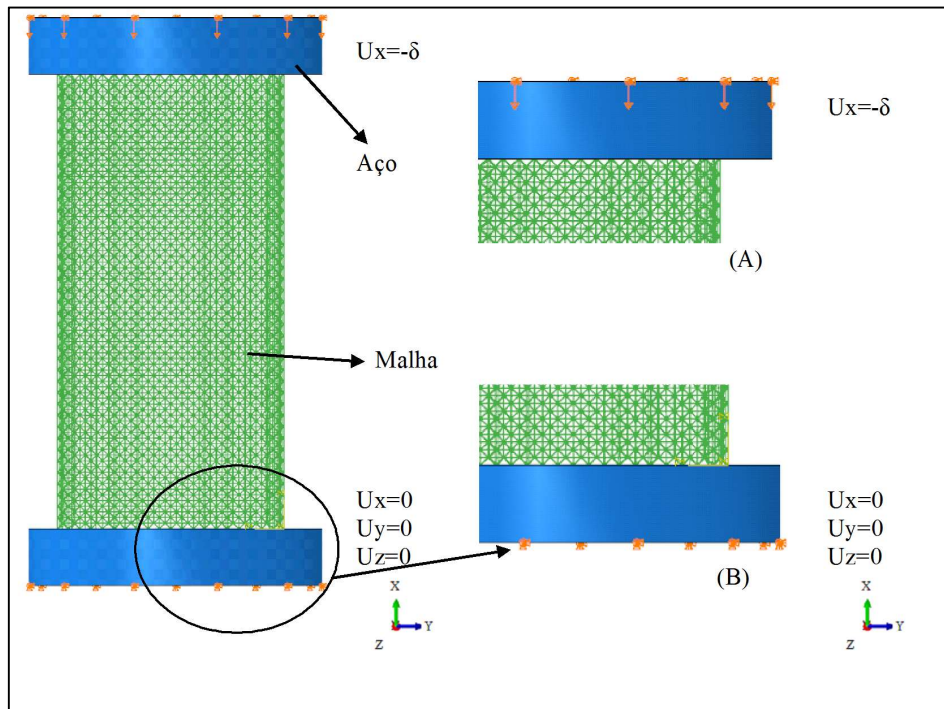 Ux=-δ
Aço
Malha
Ux=0
Uy=0
Uz=0
X
Y
Z
Ux=-δ
(A)
Ux=0
Uy=0
Uz=0
(B)
X
Y
Z